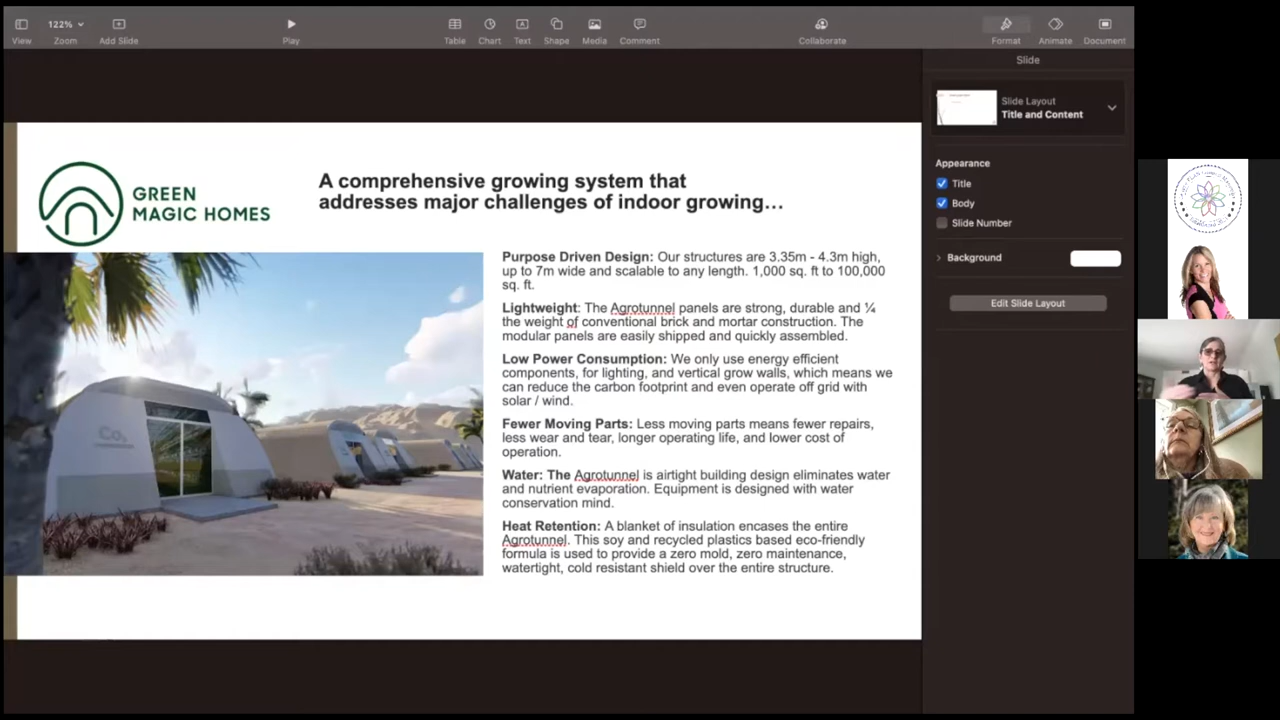 122%
View
Zoom
Add Slide
Play
Table
Chart
Text
Shape
Media
Comment
Collaborate
Format
Animate
Document
Slide
Slide Layout
Title and Content
Appearance
Title
Body
Slide Number
Background
Edit Slide Layout
GREEN
MAGIC HOMES
A comprehensive growing system that
addresses major challenges of indoor growing…
Purpose Driven Design: Our structures are 3.35m - 4.3m high,
up to 7m wide and scalable to any length. 1,000 sq. ft to 100,000
sq. ft.
Lightweight: The Agrotunnel panels are strong, durable and ¼
the weight of conventional brick and mortar construction. The
modular panels are easily shipped and quickly assembled.
Low Power Consumption: We only use energy efficient
components, for lighting, and vertical grow walls, which means we
can reduce the carbon footprint and even operate off grid with
solar / wind.
Fewer Moving Parts: Less moving parts means fewer repairs,
less wear and tear, longer operating life, and lower cost of
operation.
Water: The Agrotunnel is airtight building design eliminates water
and nutrient evaporation. Equipment is designed with water
conservation mind.
Heat Retention: A blanket of insulation encases the entire
Agrotunnel. This soy and recycled plastics based eco-friendly
formula is used to provide a zero mold, zero maintenance,
watertight, cold resistant shield over the entire structure.